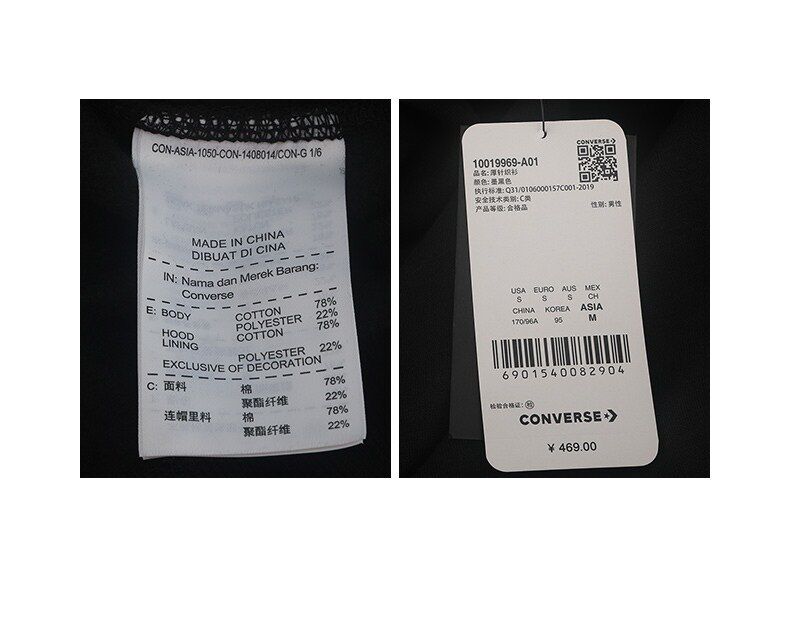 CON-ASIA-1050-CON-1408014/CON-G 1/6
MADE IN CHINA
DIBUAT DI CINA
IN: Nama dan Merek Barang:
Converse
E: BODY COTTON 78%
POLYESTER 22%
HOOD LINING COTTON 78%
POLYESTER 22%
EXCLUSIVE OF DECORATION
C: 面料 棉 78%
聚酯纤维 22%
连帽里料 棉 78%
聚酯纤维 22%
CONVERSE
10019969-A01
品名: 厚针织衫
颜色: 墨黑色
执行标准: Q31/0106000157C001-2019
安全技术类别: C类
产品等级: 合格品
性别: 男性
USA EURO AUS MEX
S S S CH
CHINA KOREA ASIA
170/96A 95 M
6901540082904
检验合格证:
CONVERSE
¥ 469.00